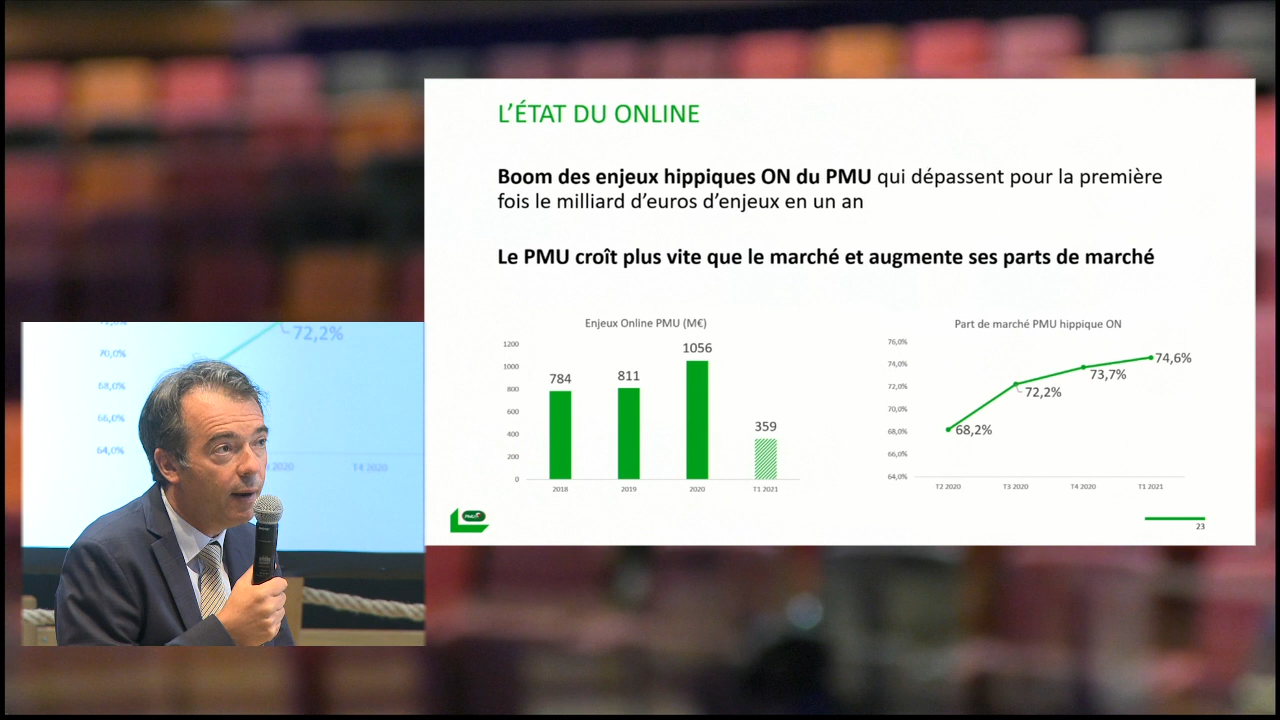 L'ÉTAT DU ONLINE
Boom des enjeux hippiques ON du PMU qui dépassent pour la première
fois le milliard d'euros d'enjeux en un an
Le PMU croît plus vite que le marché et augmente ses parts de marché
Enjeux Online PMU (M€)
1200
1000
800
600
400
200
0
784
811
1056
359
2018
2019
2020
T1 2021
Part de marché PMU hippique ON
76,0%
74,0%
72,0%
70,0%
68,0%
66,0%
64,0%
68,2%
72,2%
73,7%
74,6%
T2 2020
T3 2020
T4 2020
T1 2021
PMU
23
72,2%
70,0%
68,0%
66,0%
64,0%
2020
T4 2020